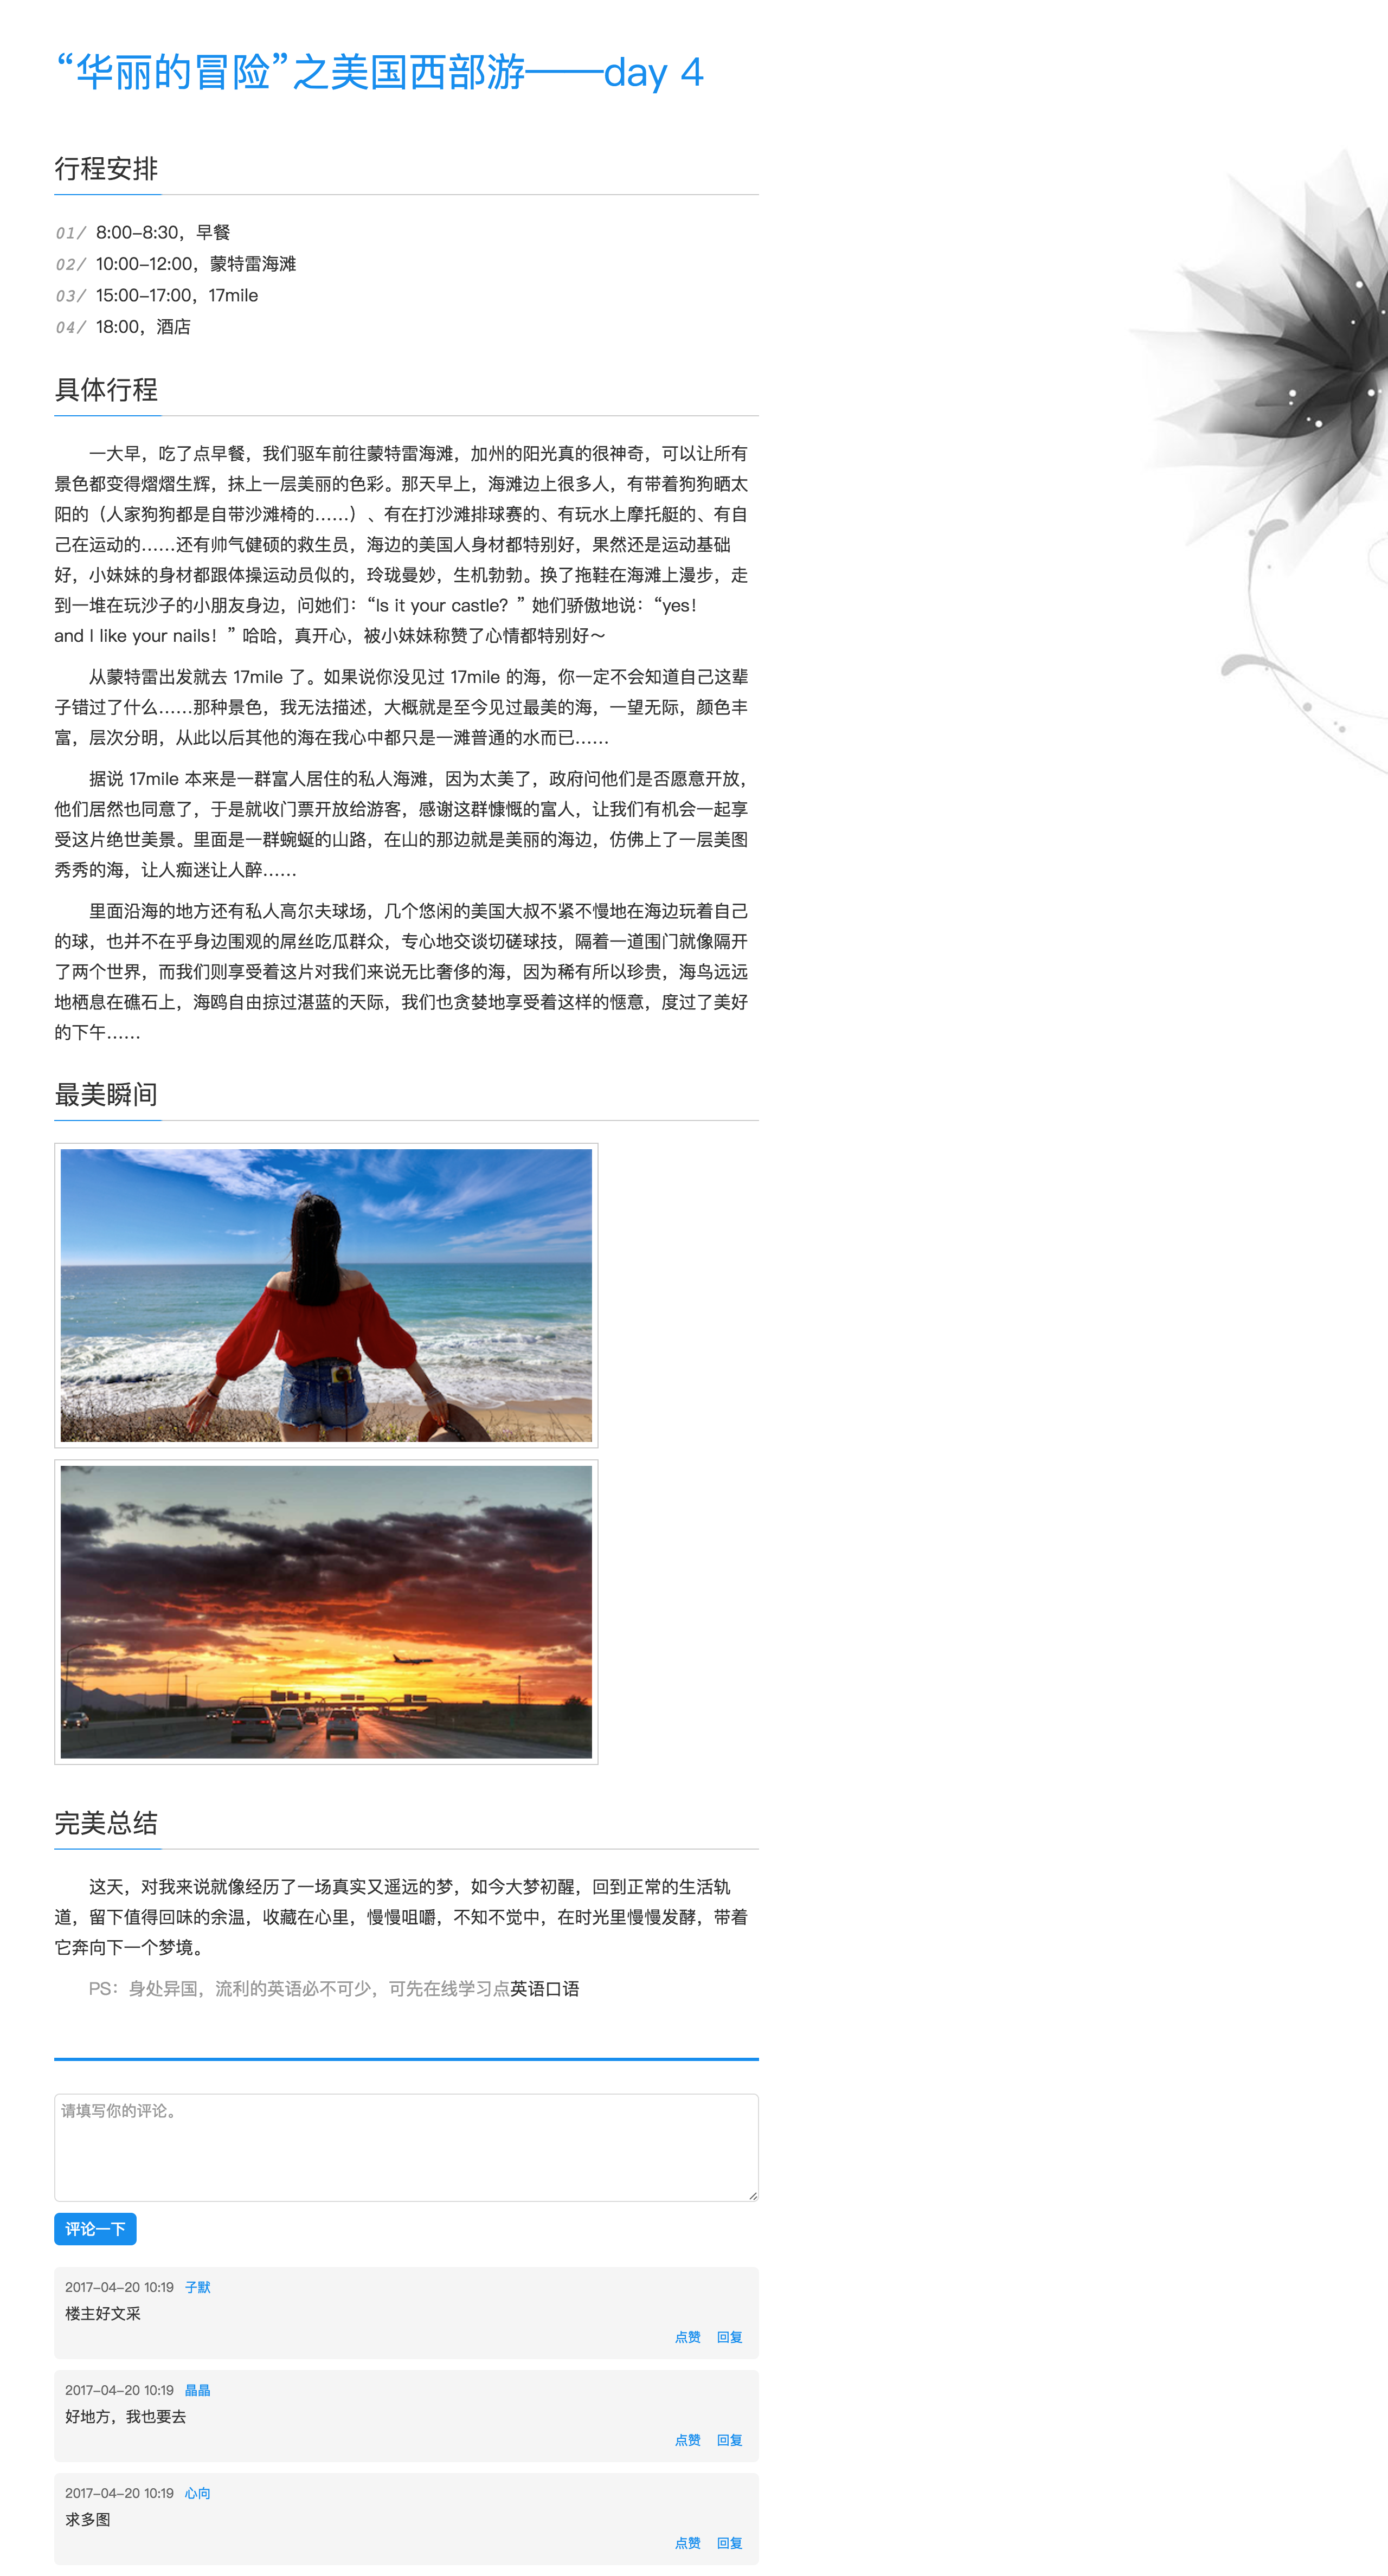 “华丽的冒险”之美国西部游——day 4
行程安排
01/ 8:00-8:30，早餐
02/ 10:00-12:00，蒙特雷海滩
03/ 15:00-17:00，17mile
04/ 18:00，酒店
具体行程
一大早，吃了点早餐，我们驱车前往蒙特雷海滩，加州的阳光真的很神奇，可以让所有
景色都变得熠熠生辉，抹上一层美丽的色彩。那天早上，海滩边上很多人，有带着狗狗晒太
阳的（人家狗狗都是自带沙滩椅的……）、有在打沙滩排球赛的、有玩水上摩托艇的、有自
己在运动的……还有帅气健硕的救生员，海边的美国人身材都特别好，果然还是运动基础
好，小妹妹的身材都跟体操运动员似的，玲珑曼妙，生机勃勃。换了拖鞋在海滩上漫步，走
到一堆在玩沙子的小朋友身边，问她们：“Is it your castle？”她们骄傲地说：“yes！
and I like your nails！”哈哈，真开心，被小妹妹称赞了心情都特别好～
从蒙特雷出发就去 17mile 了。如果说你没见过 17mile 的海，你一定不会知道自己这辈
子错过了什么……那种景色，我无法描述，大概就是至今见过最美的海，一望无际，颜色丰
富，层次分明，从此以后其他的海在我心中都只是一滩普通的水而已……
据说 17mile 本来是一群富人居住的私人海滩，因为太美了，政府问他们是否愿意开放，
他们居然也同意了，于是就收门票开放给游客，感谢这群慷慨的富人，让我们有机会一起享
受这片绝世美景。里面是一群蜿蜒的山路，在山的那边就是美丽的海边，仿佛上了一层美图
秀秀的海，让人痴迷让人醉……
里面沿海的地方还有私人高尔夫球场，几个悠闲的美国大叔不紧不慢地在海边玩着自己
的球，也并不在乎身边围观的屌丝吃瓜群众，专心地交谈切磋球技，隔着一道围门就像隔开
了两个世界，而我们则享受着这片对我们来说无比奢侈的海，因为稀有所以珍贵，海鸟远远
地栖息在礁石上，海鸥自由掠过湛蓝的天际，我们也贪婪地享受着这样的惬意，度过了美好
的下午……
最美瞬间
完美总结
这天，对我来说就像经历了一场真实又遥远的梦，如今大梦初醒，回到正常的生活轨
道，留下值得回味的余温，收藏在心里，慢慢咀嚼，不知不觉中，在时光里慢慢发酵，带着
它奔向下一个梦境。
PS：身处异国，流利的英语必不可少，可先在线学习点英语口语
请填写你的评论。
评论一下
2017-04-20 10:19 子默
楼主好文采
点赞 回复
2017-04-20 10:19 晶晶
好地方，我也要去
点赞 回复
2017-04-20 10:19 心向
求多图
点赞 回复